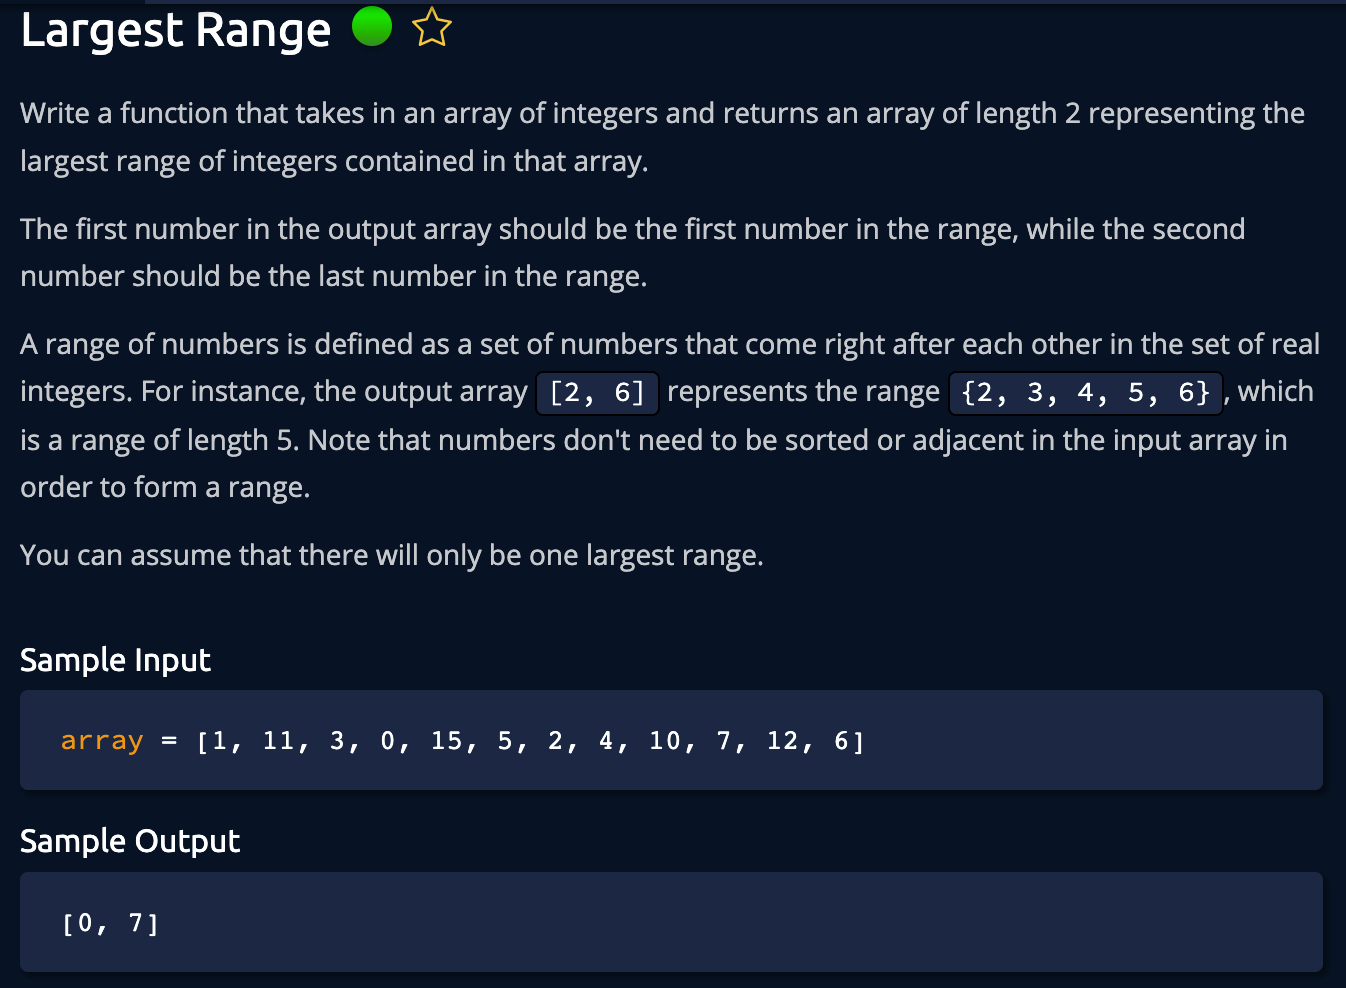 Largest Range
Write a function that takes in an array of integers and returns an array of length 2 representing the
largest range of integers contained in that array.
The first number in the output array should be the first number in the range, while the second
number should be the last number in the range.
A range of numbers is defined as a set of numbers that come right after each other in the set of real
integers. For instance, the output array [2, 6] represents the range {2, 3, 4, 5, 6}, which
is a range of length 5. Note that numbers don't need to be sorted or adjacent in the input array in
order to form a range.
You can assume that there will only be one largest range.
Sample Input
array = [1, 11, 3, 0, 15, 5, 2, 4, 10, 7, 12, 6]
Sample Output
[0, 7]